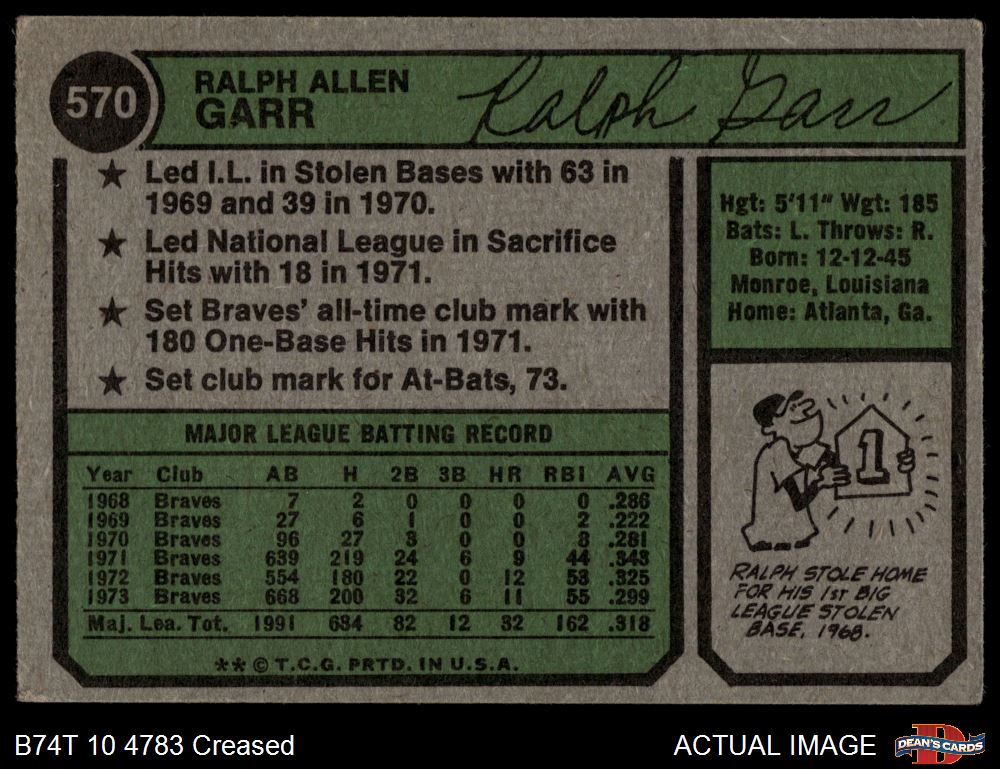 570
RALPH ALLEN
GARR
Ralph Garr
★ Led I.L. in Stolen Bases with 63 in
1969 and 39 in 1970.
★ Led National League in Sacrifice
Hits with 18 in 1971.
★ Set Braves' all-time club mark with
180 One-Base Hits in 1971.
★ Set club mark for At-Bats, 73.
Hgt: 5'11" Wgt: 185
Bats: L. Throws: R.
Born: 12-12-45
Monroe, Louisiana
Home: Atlanta, Ga.
MAJOR LEAGUE BATTING RECORD
Year Club AB H 2B 3B HR RBI AVG
1968 Braves 7 2 0 0 0 0 .286
1969 Braves 27 6 1 0 0 2 .222
1970 Braves 96 27 3 0 0 8 .281
1971 Braves 639 219 24 6 9 44 .343
1972 Braves 554 180 22 0 12 53 .325
1973 Braves 668 200 32 6 11 55 .299
Maj. Lea. Tot. 1991 634 82 12 32 162 .318
** © T.C.G. PRTD. IN U.S.A.
1
RALPH STOLE HOME
FOR HIS 1ST BIG
LEAGUE STOLEN
BASE, 1968.
B74T 10 4783 Creased
ACTUAL IMAGE
DEAN'S CARDS